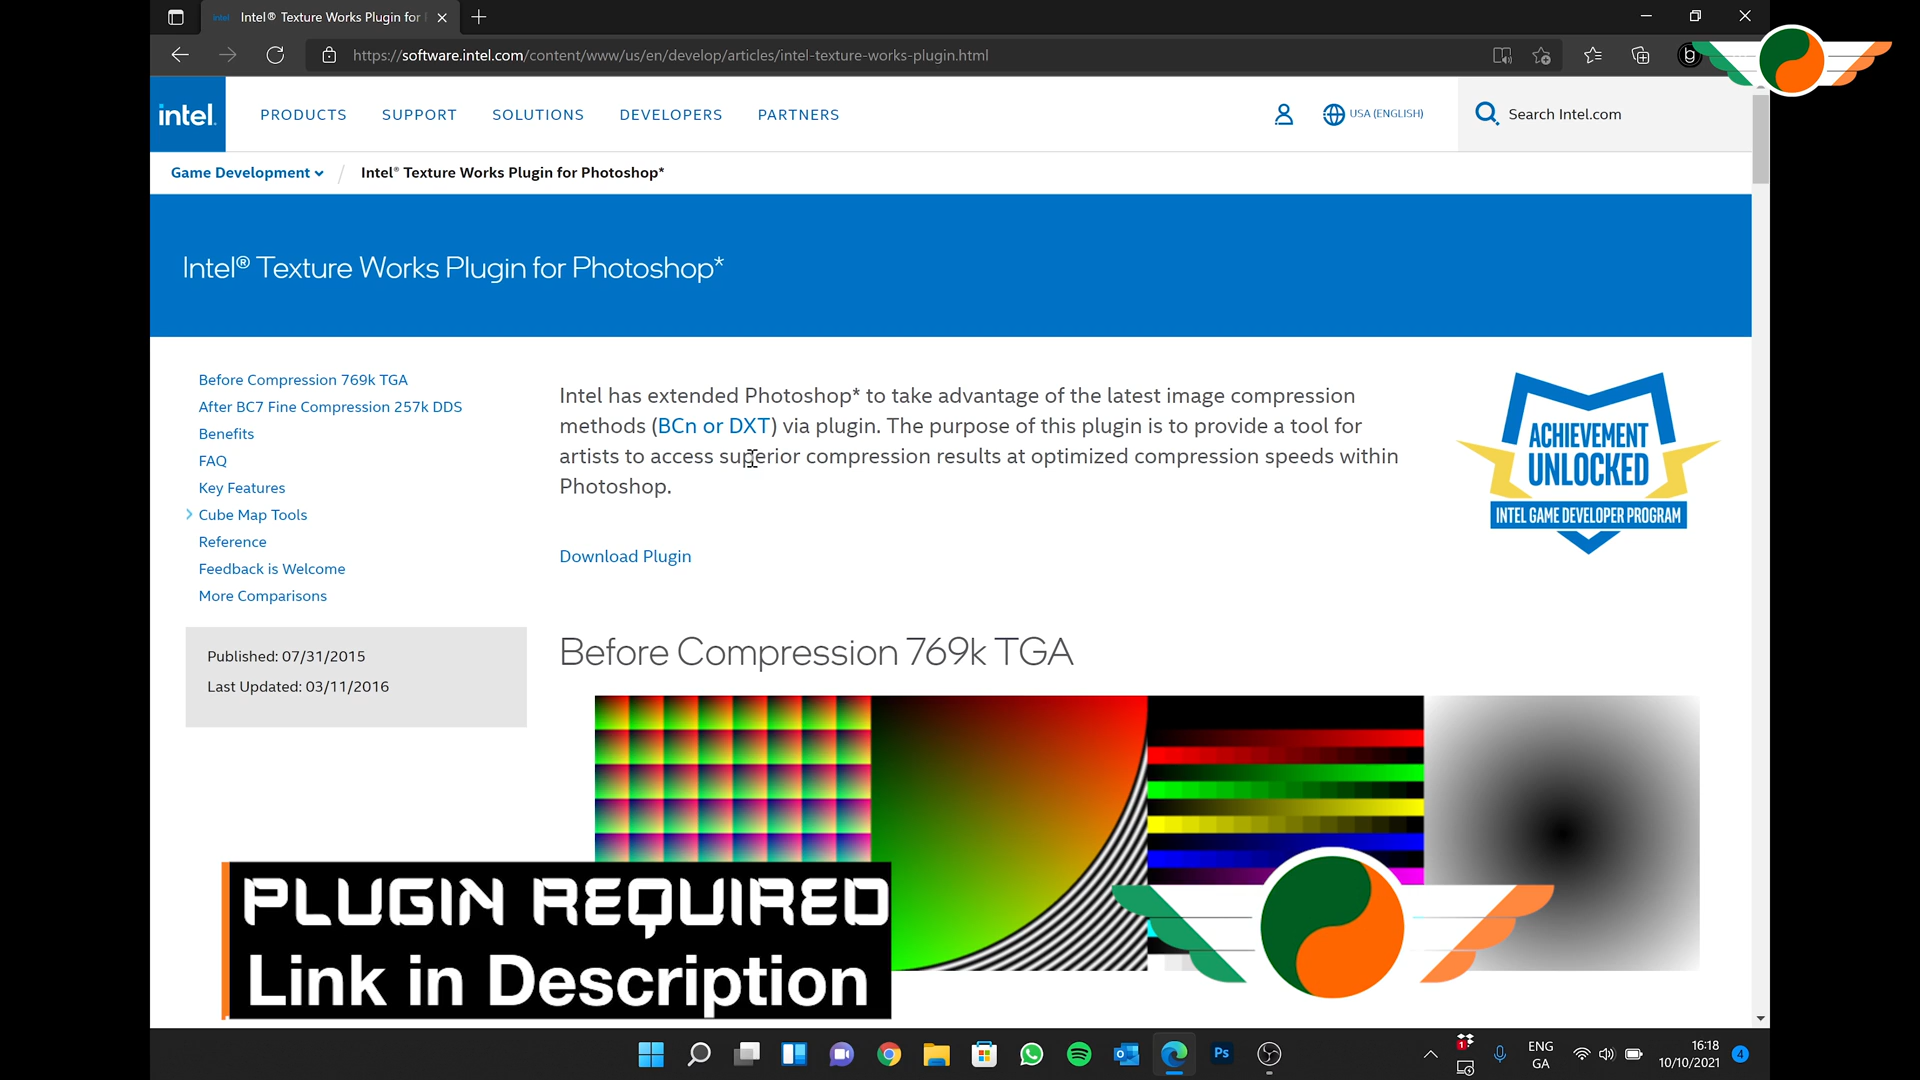 intel
Intel® Texture Works Plugin for
https://software.intel.com/content/www/us/en/develop/articles/intel-texture-works-plugin.html
b
intel.
PRODUCTS
SUPPORT
SOLUTIONS
DEVELOPERS
PARTNERS
USA (ENGLISH)
Search Intel.com
Game Development
/
Intel® Texture Works Plugin for Photoshop*
Intel® Texture Works Plugin for Photoshop*
Before Compression 769k TGA
After BC7 Fine Compression 257k DDS
Benefits
FAQ
Key Features
Cube Map Tools
Reference
Feedback is Welcome
More Comparisons
Published: 07/31/2015
Last Updated: 03/11/2016
Intel has extended Photoshop* to take advantage of the latest image compression
methods (BCn or DXT) via plugin. The purpose of this plugin is to provide a tool for
artists to access superior compression results at optimized compression speeds within
Photoshop.
Download Plugin
ACHIEVEMENT
UNLOCKED
INTEL GAME DEVELOPER PROGRAM
Before Compression 769k TGA
PLUGIN REQUIRED
Link in Description
Ps
1
ENG
GA
16:18
10/10/2021
4